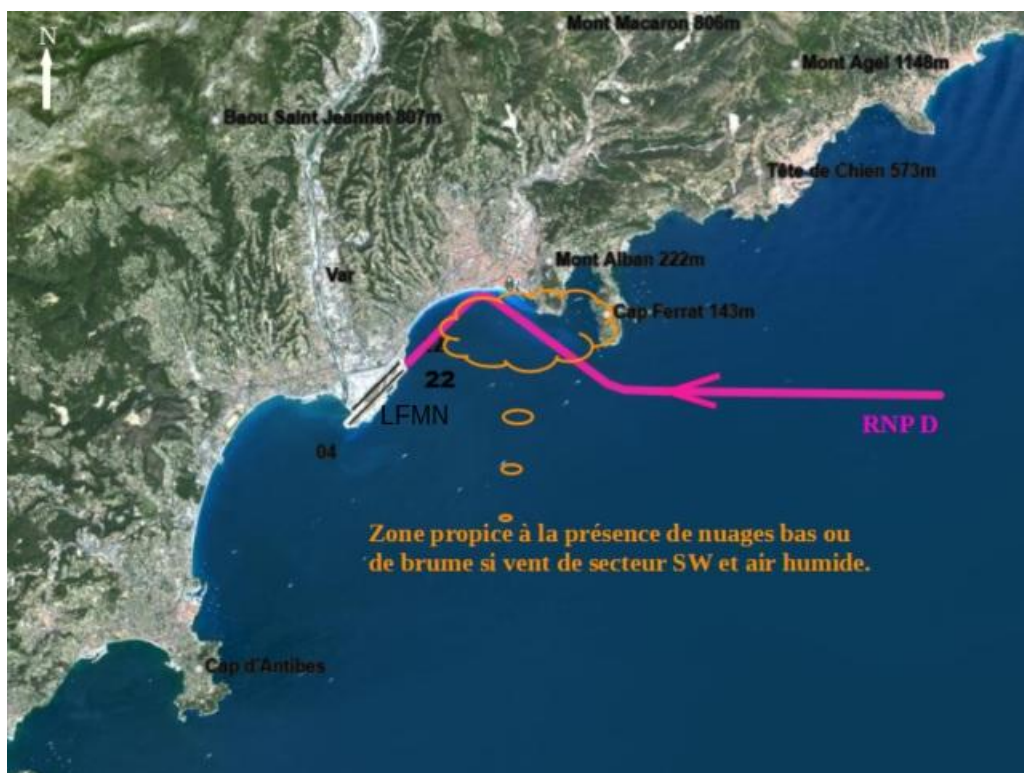 N
Mont Macaron 806m
Mont Agel 1148m
Baou Saint Jeannet 807m
Tête de Chien 573m
Mont Alban 222m
Var
Cap Ferrat 143m
22
LFMN
RNP D
04
Zone propice à la présence de nuages bas ou
de brume si vent de secteur SW et air humide.
Cap d'Antibes